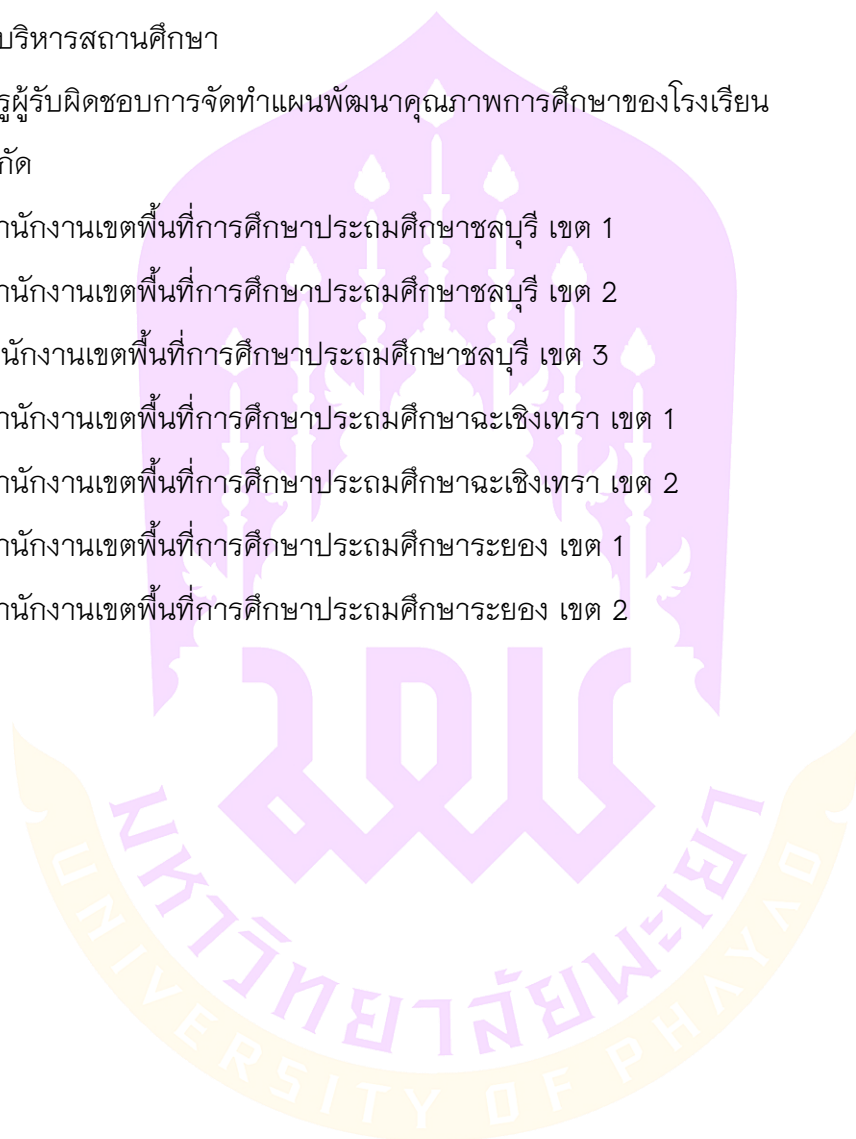 บริหารสถานศึกษา
รูผู้รับผิดชอบการจัดทำแผนพัฒนาคุณภาพการศึกษาของโรงเรียน
กัด
านักงานเขตพื้นที่การศึกษาประถมศึกษาชลบุรี เขต 1
านักงานเขตพื้นที่การศึกษาประถมศึกษาชลบุรี เขต 2
นักงานเขตพื้นที่การศึกษาประถมศึกษาชลบุรี เขต 3
านักงานเขตพื้นที่การศึกษาประถมศึกษาฉะเชิงเทรา เขต 1
านักงานเขตพื้นที่การศึกษาประถมศึกษาฉะเชิงเทรา เขต 2
านักงานเขตพื้นที่การศึกษาประถมศึกษาระยอง เขต 1
านักงานเขตพื้นที่การศึกษาประถมศึกษาระยอง เขต 2
มหาวิทยาลัยพะเยา
UNIVERSITY OF PHAYAO